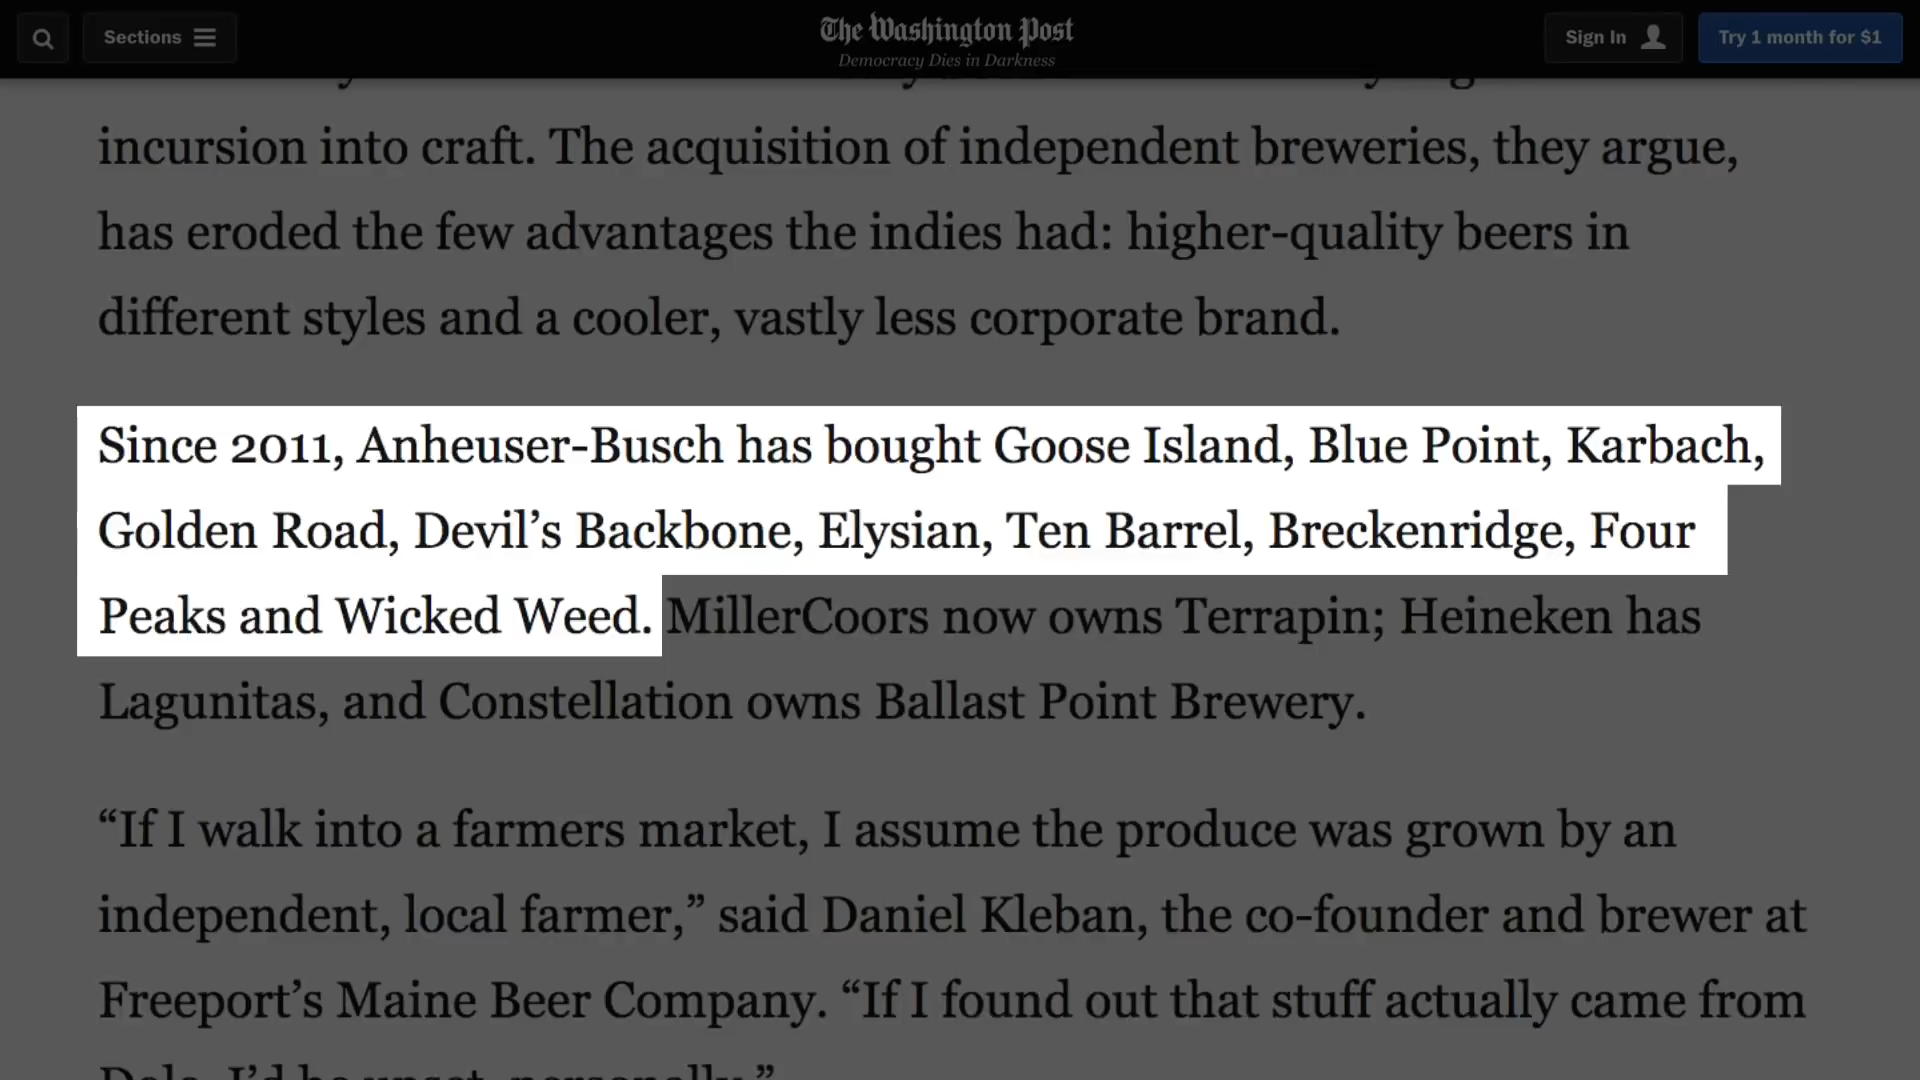 Sections
The Washington Post
Democracy Dies in Darkness
Sign In
Try 1 month for $1
incursion into craft. The acquisition of independent breweries, they argue,
has eroded the few advantages the indies had: higher-quality beers in
different styles and a cooler, vastly less corporate brand.
Since 2011, Anheuser-Busch has bought Goose Island, Blue Point, Karbach,
Golden Road, Devil’s Backbone, Elysian, Ten Barrel, Breckenridge, Four
Peaks and Wicked Weed. MillerCoors now owns Terrapin; Heineken has
Lagunitas, and Constellation owns Ballast Point Brewery.
“If I walk into a farmers market, I assume the produce was grown by an
independent, local farmer,” said Daniel Kleban, the co-founder and brewer at
Freeport’s Maine Beer Company. “If I found out that stuff actually came from
Dole, I’d be upset, personally.”